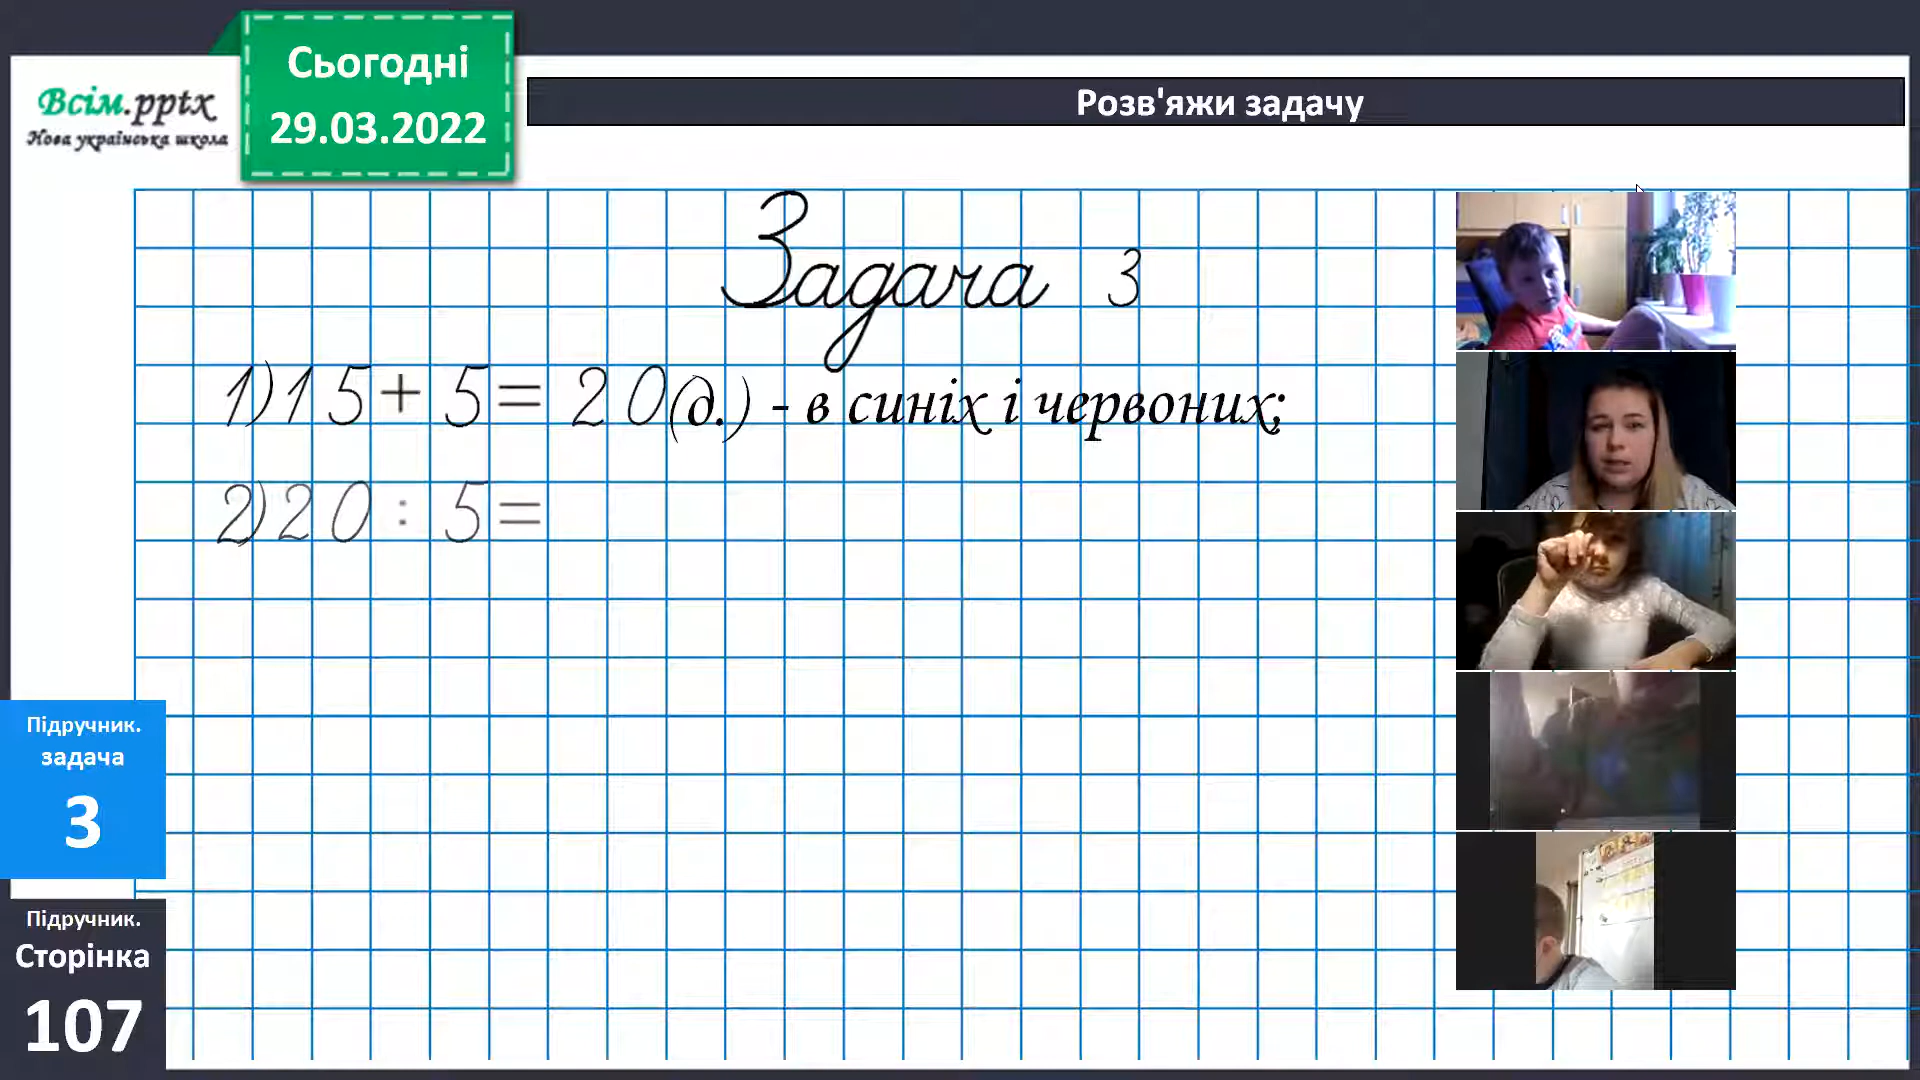 Сьогодні
29.03.2022
Всім.pptx
Нова українська школа
Розв'яжи задачу
Задача 3
1) 15 + 5 = 20 (д.) - в синіх і червоних;
2) 20 : 5 =
Підручник.
задача
3
Підручник.
Сторінка
107